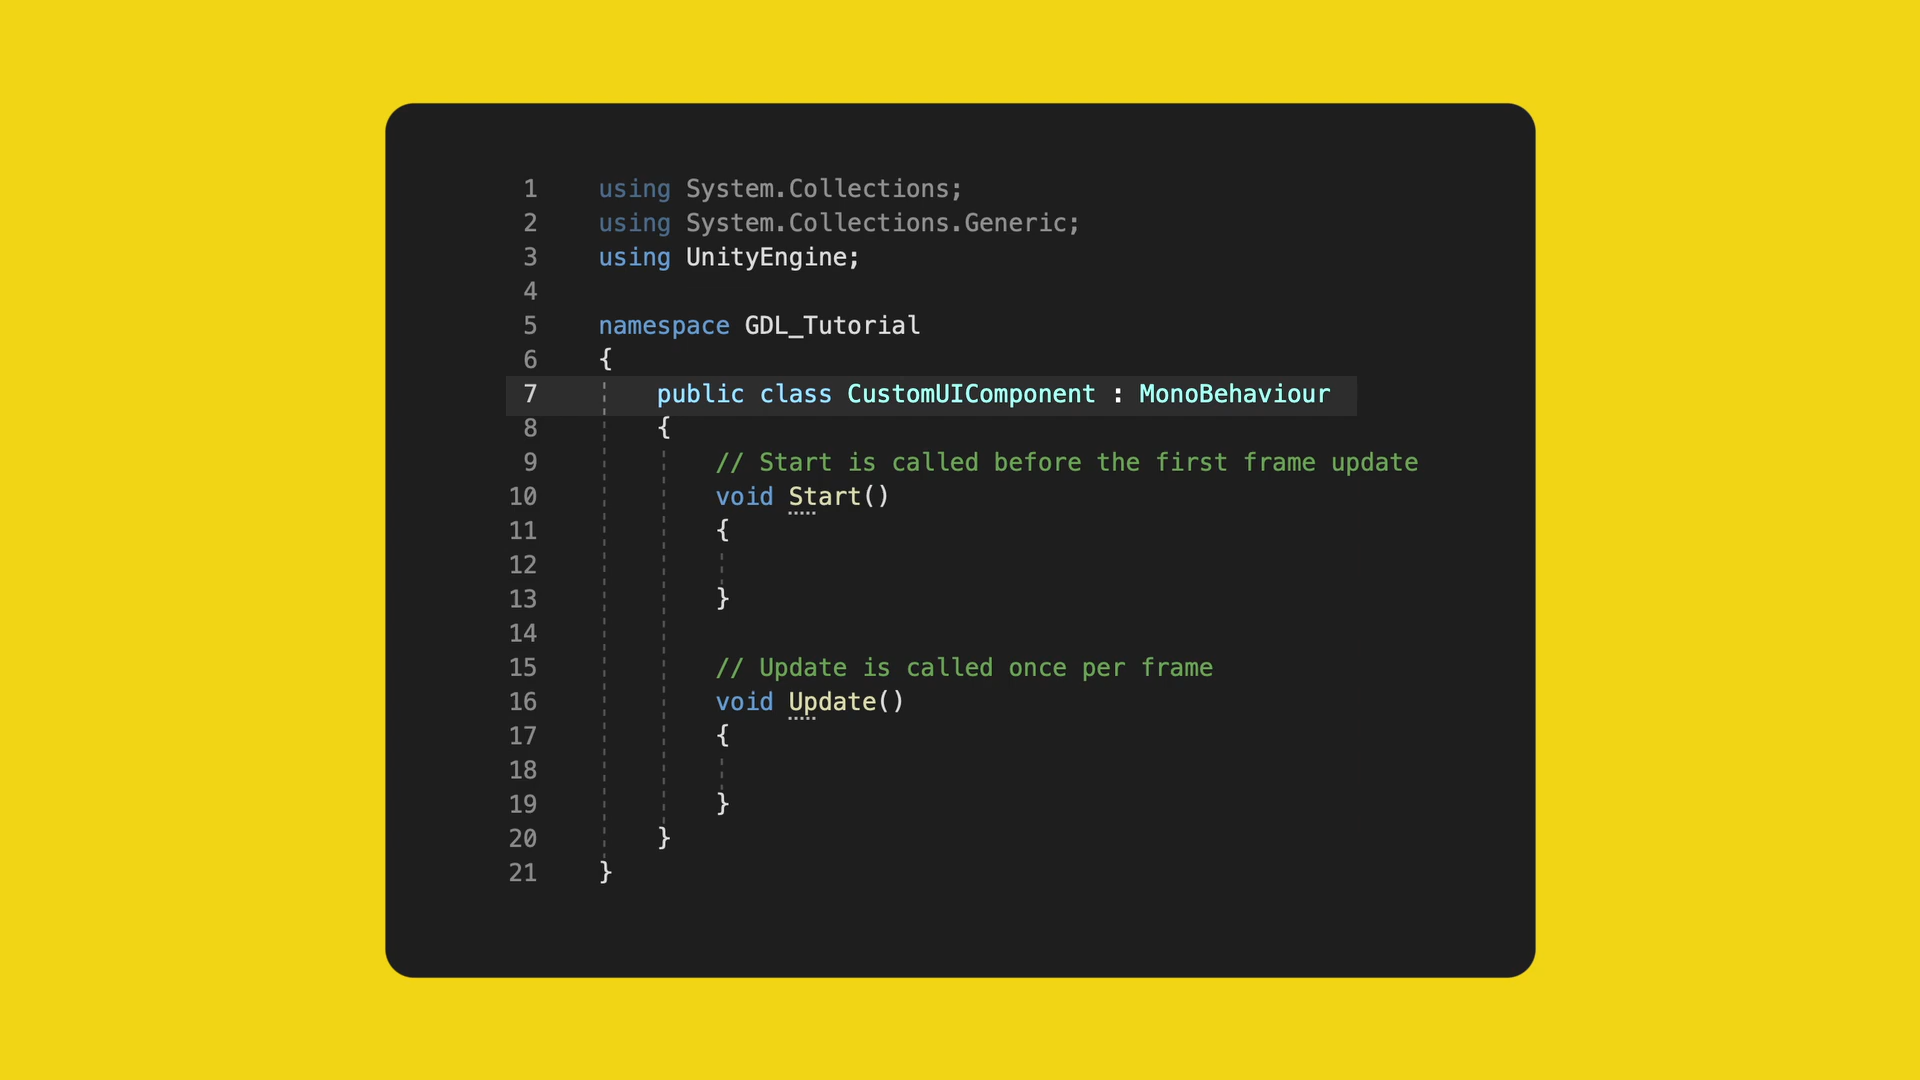 1 using System.Collections;
2 using System.Collections.Generic;
3 using UnityEngine;
4
5 namespace GDL_Tutorial
6 {
7 public class CustomUIComponent : MonoBehaviour
8 {
9 // Start is called before the first frame update
10 void Start()
11 {
12
13 }
14
15 // Update is called once per frame
16 void Update()
17 {
18
19 }
20 }
21 }